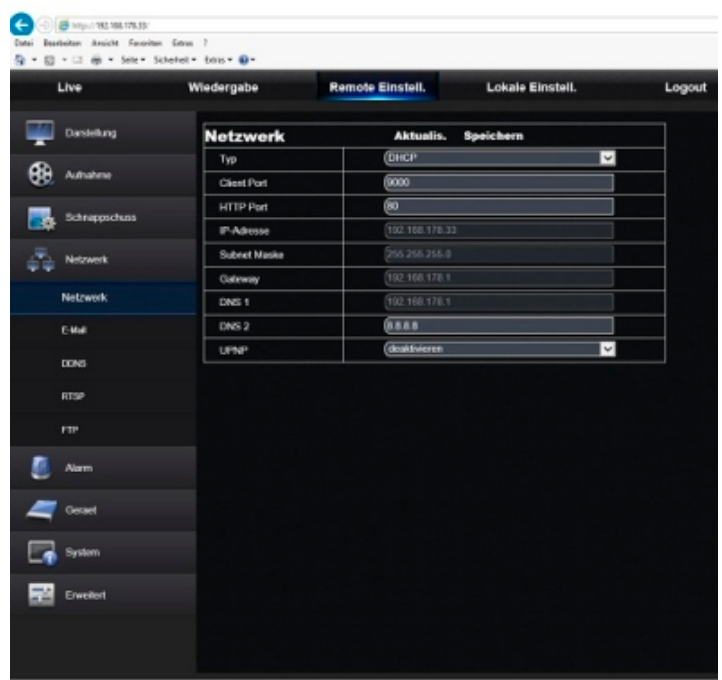 http://192.168.178.33/
Datei Bearbeiten Ansicht Favoriten Extras ?
Seite Sicherheit Extras
Live Wiedergabe Remote Einstell. Lokale Einstell. Logout
Darstellung
Aufnahme
Schnappschuss
Netzwerk
Netzwerk
E-Mail
DDNS
RTSP
FTP
Alarm
Geraet
System
Erweitert
Netzwerk Aktualis. Speichern
Typ DHCP
Client Port 9000
HTTP Port 80
IP-Adresse 192.168.178.33
Subnet Maske 255.255.255.0
Gateway 192.168.178.1
DNS 1 192.168.178.1
DNS 2 8.8.8.8
UPNP deaktivieren